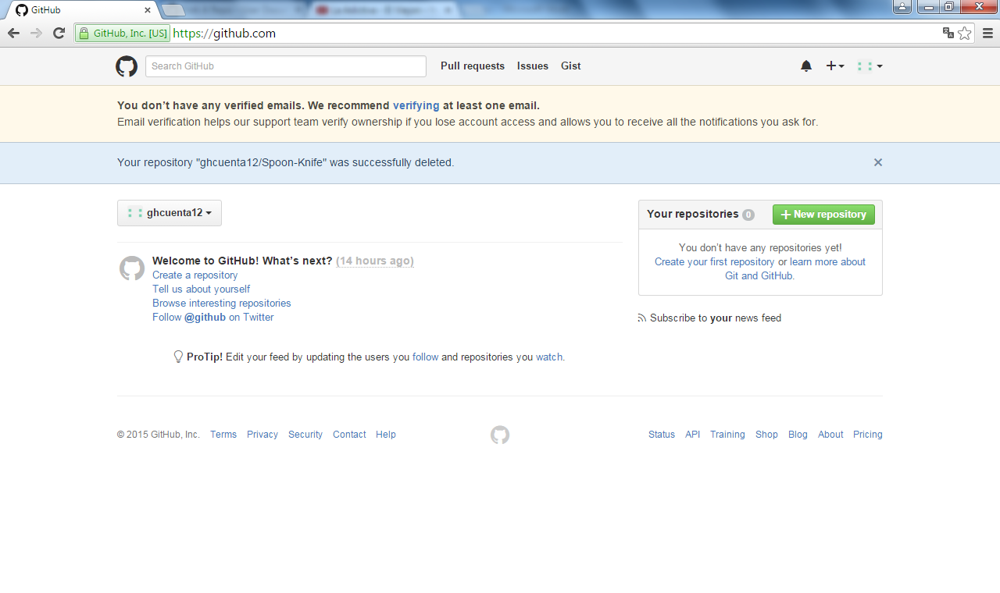 GitHub
GitHub, Inc. [US] https://github.com
Search GitHub
Pull requests Issues Gist
You don’t have any verified emails. We recommend verifying at least one email.
Email verification helps our support team verify ownership if you lose account access and allows you to receive all the notifications you ask for.
Your repository "ghcuenta12/Spoon-Knife" was successfully deleted.
ghcuenta12
Welcome to GitHub! What’s next? (14 hours ago)
Create a repository
Tell us about yourself
Browse interesting repositories
Follow @github on Twitter
ProTip! Edit your feed by updating the users you follow and repositories you watch.
Your repositories 0
New repository
You don’t have any repositories yet!
Create your first repository or learn more about
Git and GitHub.
Subscribe to your news feed
© 2015 GitHub, Inc. Terms Privacy Security Contact Help
Status API Training Shop Blog About Pricing